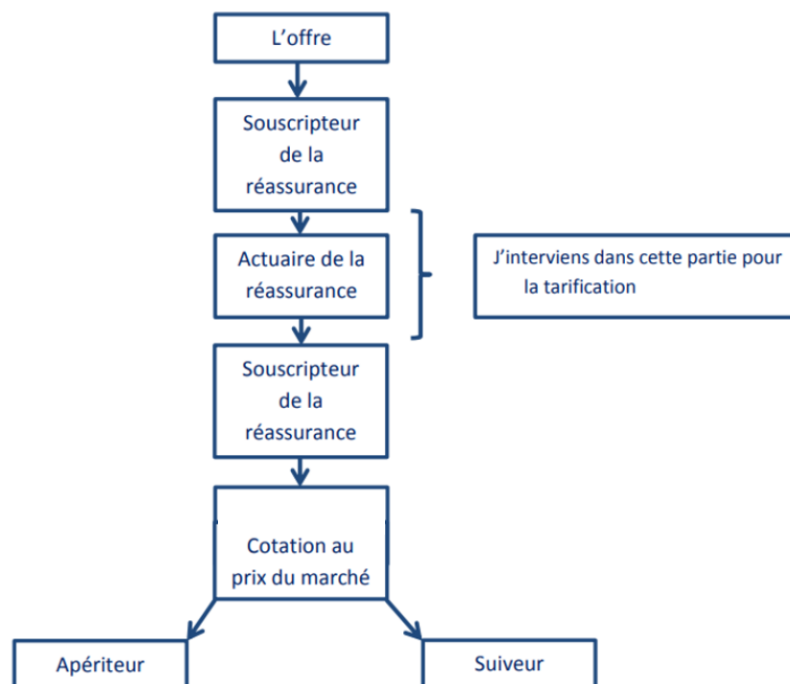 L’offre
Souscripteur
de la
réassurance
Actuaire de la
réassurance
J’interviens dans cette partie pour
la tarification
Souscripteur
de la
réassurance
Cotation au
prix du marché
Apériteur
Suiveur